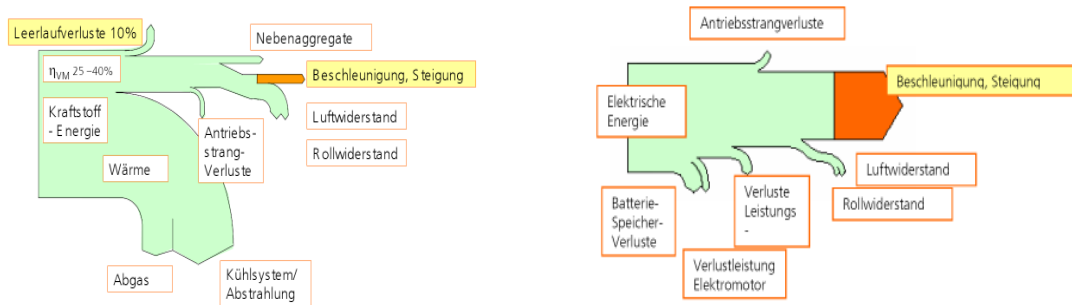 Leerlaufverluste 10%
Nebenaggregate
ηVM 25 –40%
Beschleunigung, Steigung
Kraftstoff
- Energie
Antriebs-
strang-
Verluste
Luftwiderstand
Rollwiderstand
Wärme
Abgas
Kühlsystem/
Abstrahlung
Antriebsstrangverluste
Beschleunigung, Steigung
Elektrische
Energie
Luftwiderstand
Rollwiderstand
Batterie-
Speicher-
Verluste
Verluste
Leistungs
-
Verlustleistung
Elektromotor